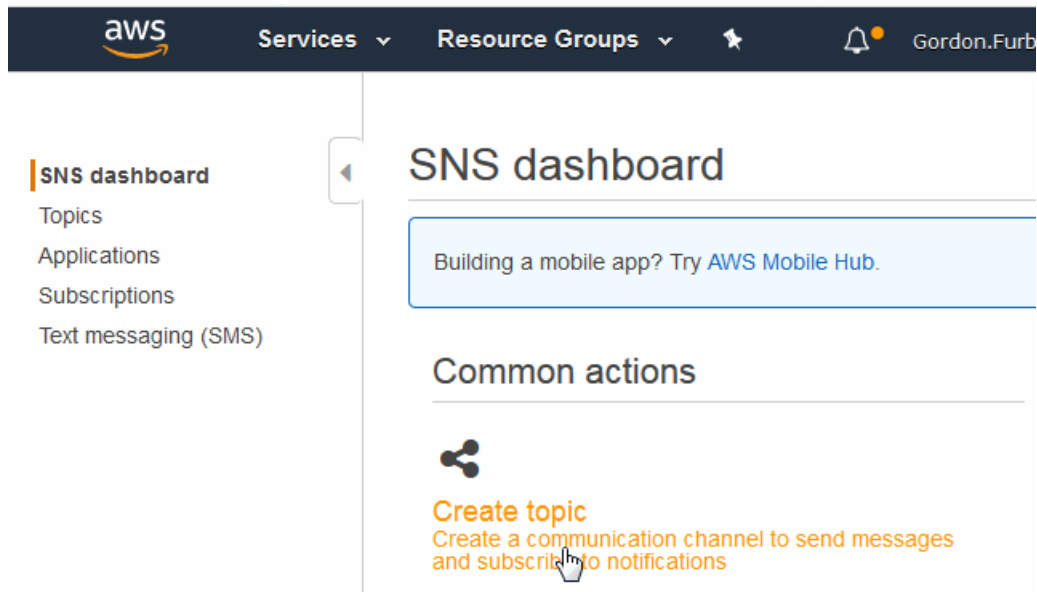 aws Services Resource Groups Gordon.Furb
SNS dashboard
Topics
Applications
Subscriptions
Text messaging (SMS)
SNS dashboard
Building a mobile app? Try AWS Mobile Hub.
Common actions
Create topic
Create a communication channel to send messages
and subscribe to notifications